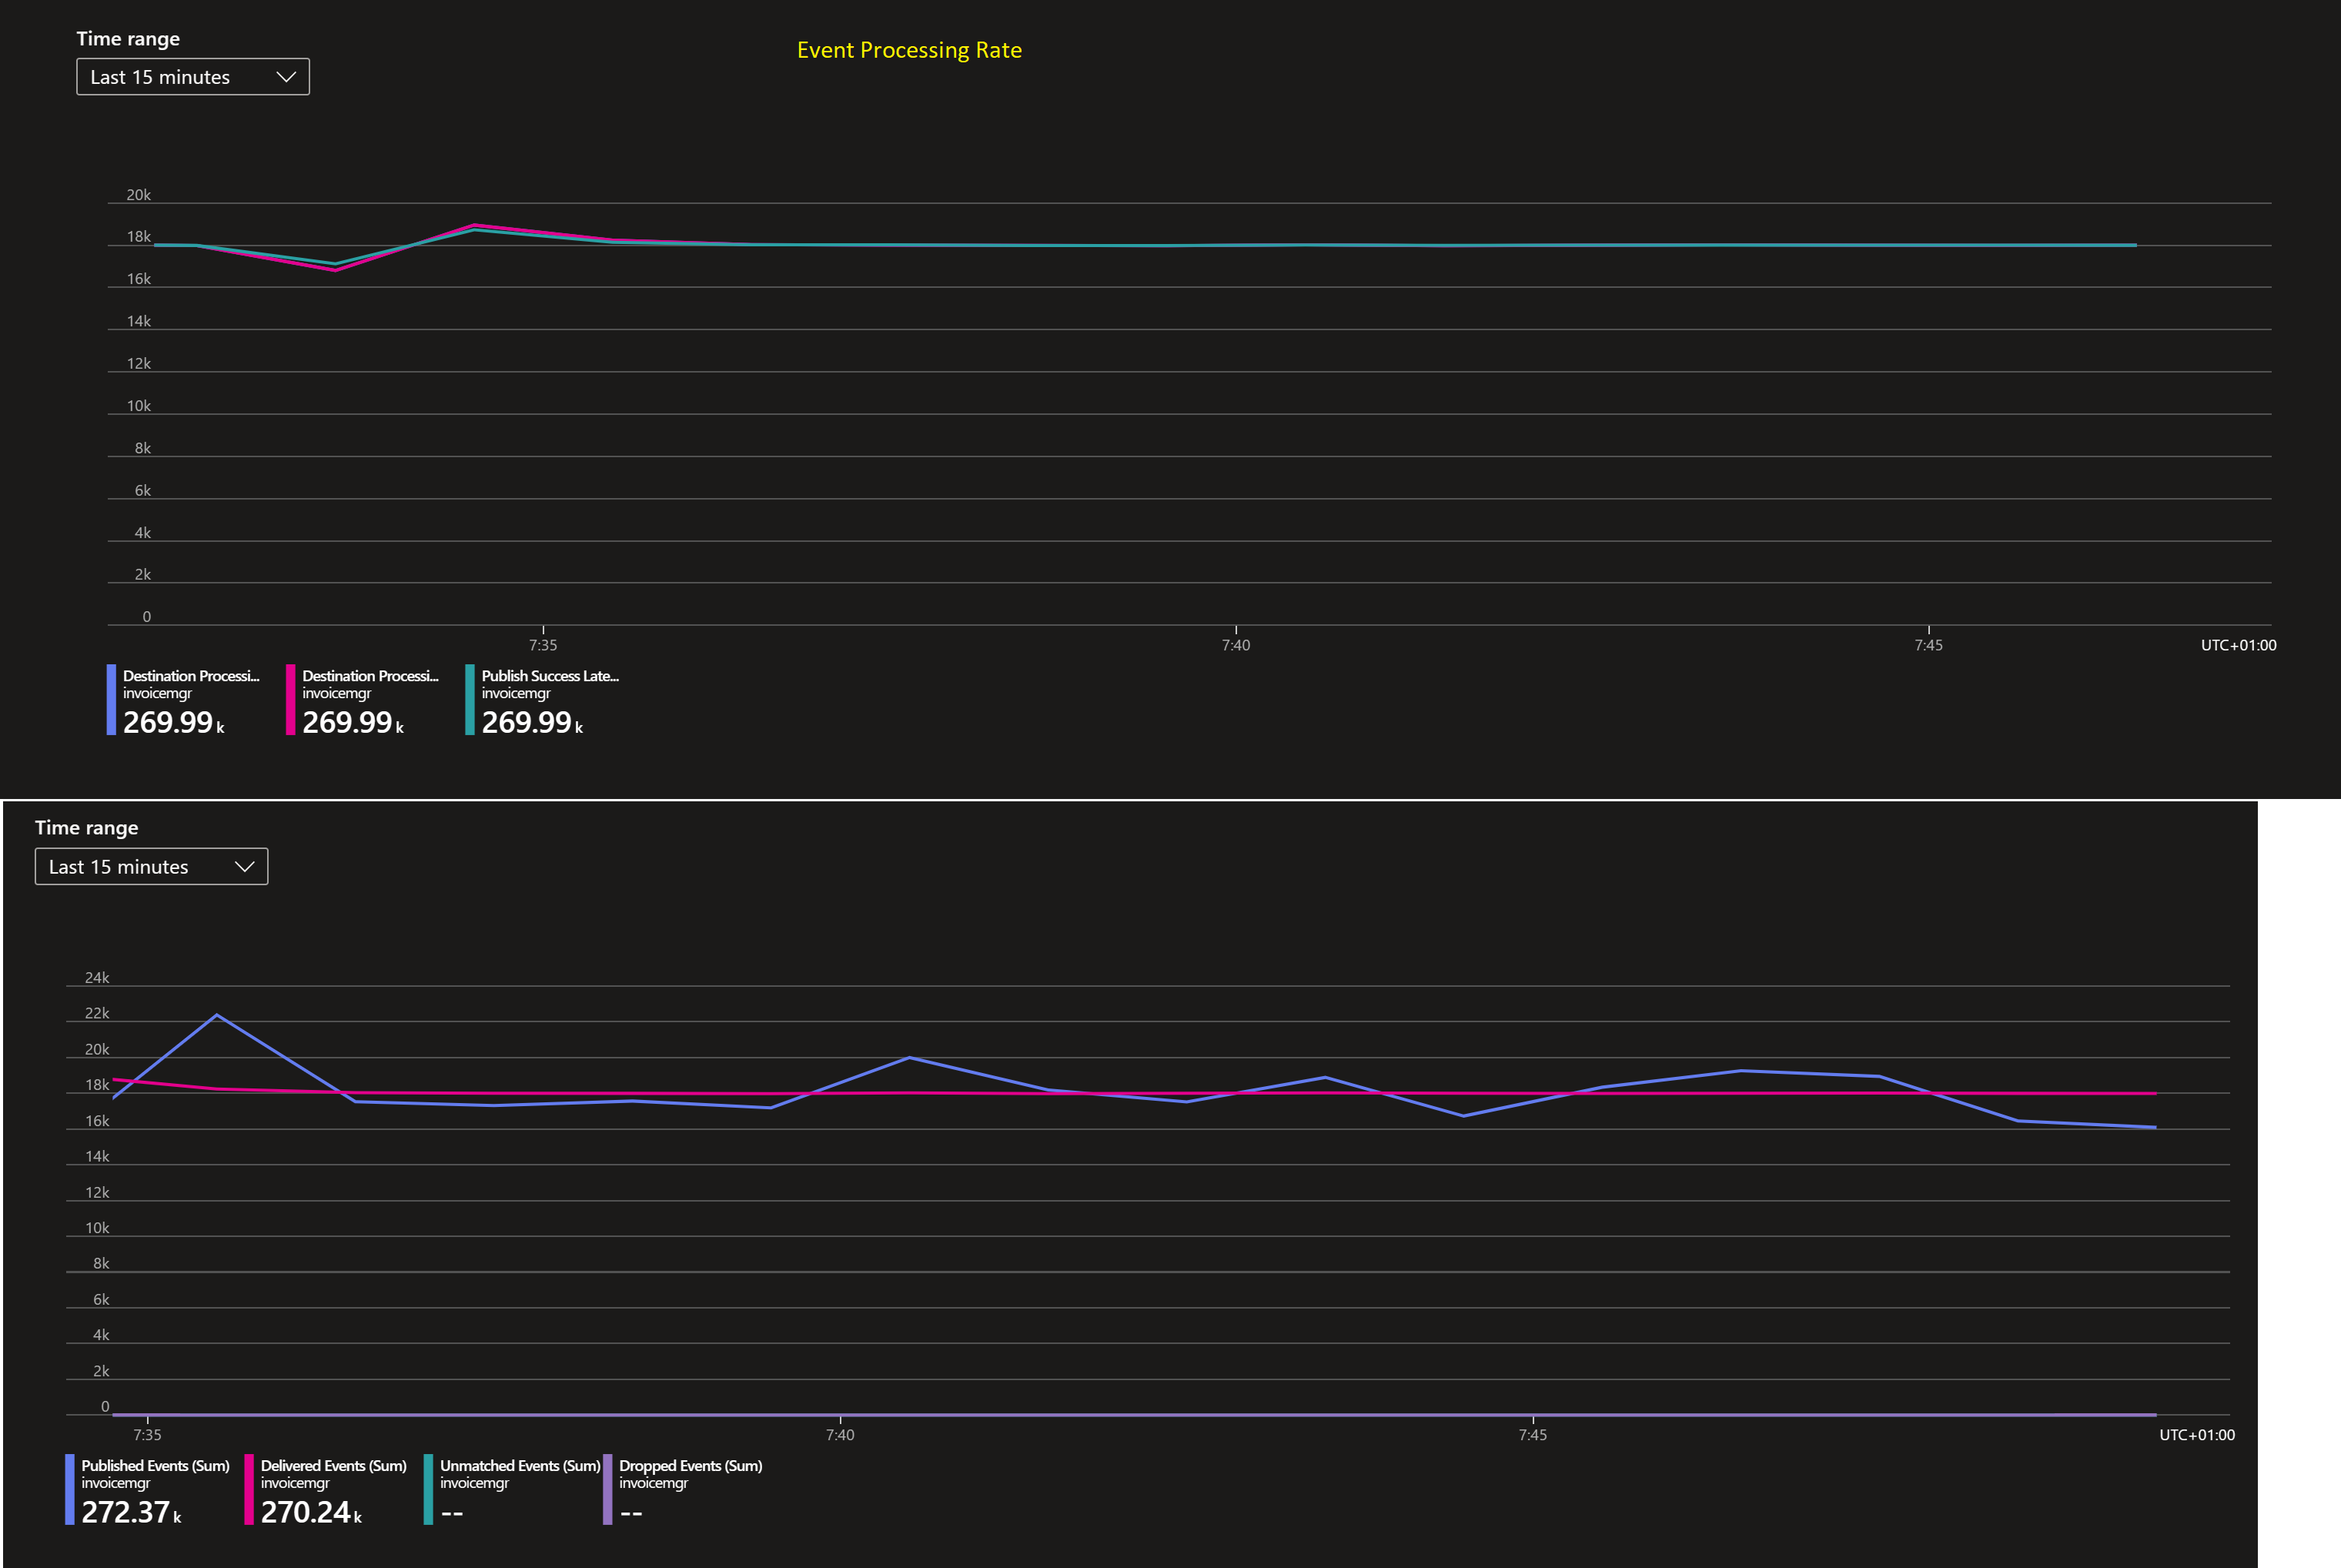 Time range
Event Processing Rate
Last 15 minutes
20k
18k
16k
14k
12k
10k
8k
6k
4k
2k
0
7:35 7:40 7:45 UTC+01:00
Destination Processi... Destination Processi... Publish Success Late...
invoicemgr invoicemgr invoicemgr
269.99 k 269.99 k 269.99 k
Time range
Last 15 minutes
24k
22k
20k
18k
16k
14k
12k
10k
8k
6k
4k
2k
0
7:35 7:40 7:45 UTC+01:00
Published Events (Sum) Delivered Events (Sum) Unmatched Events (Sum) Dropped Events (Sum)
invoicemgr invoicemgr invoicemgr invoicemgr
272.37 k 270.24 k -- --